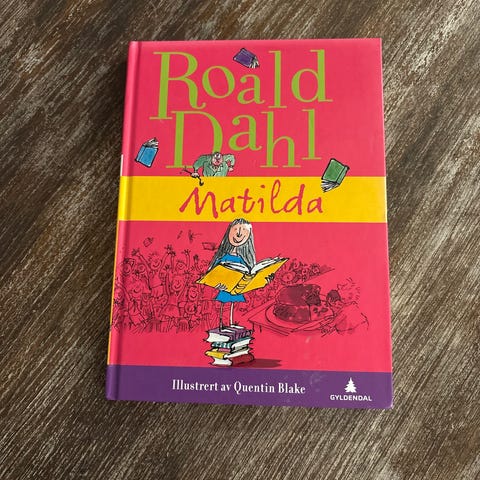 Roald
Dahl
Matilda
Illustrert av Quentin Blake
GYLDENDAL